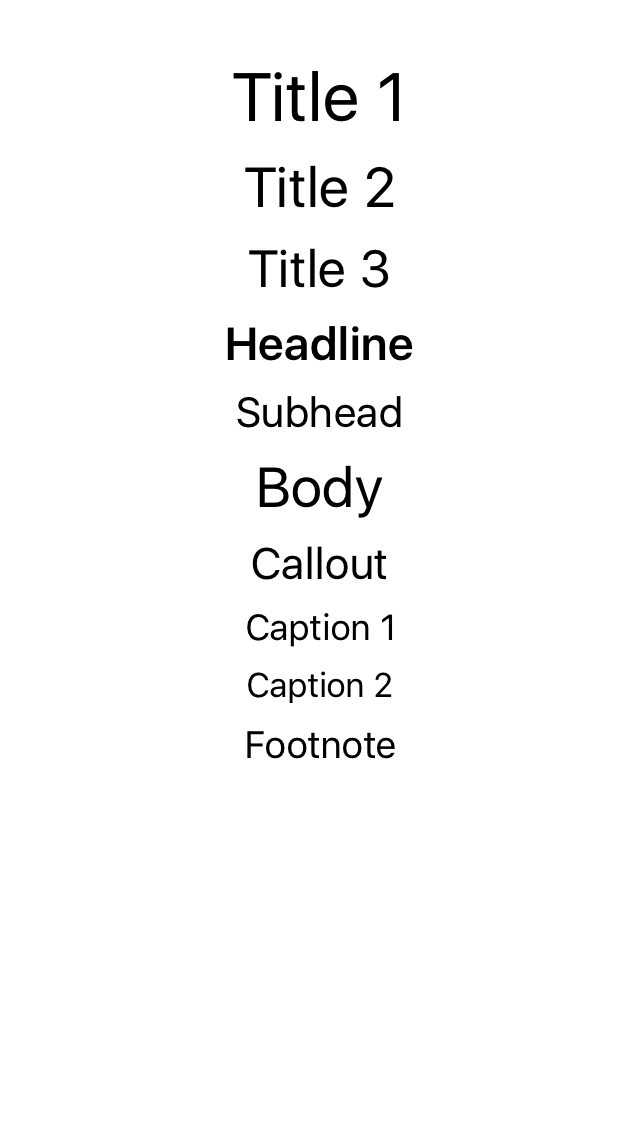 Title 1
Title 2
Title 3
Headline
Subhead
Body
Callout
Caption 1
Caption 2
Footnote